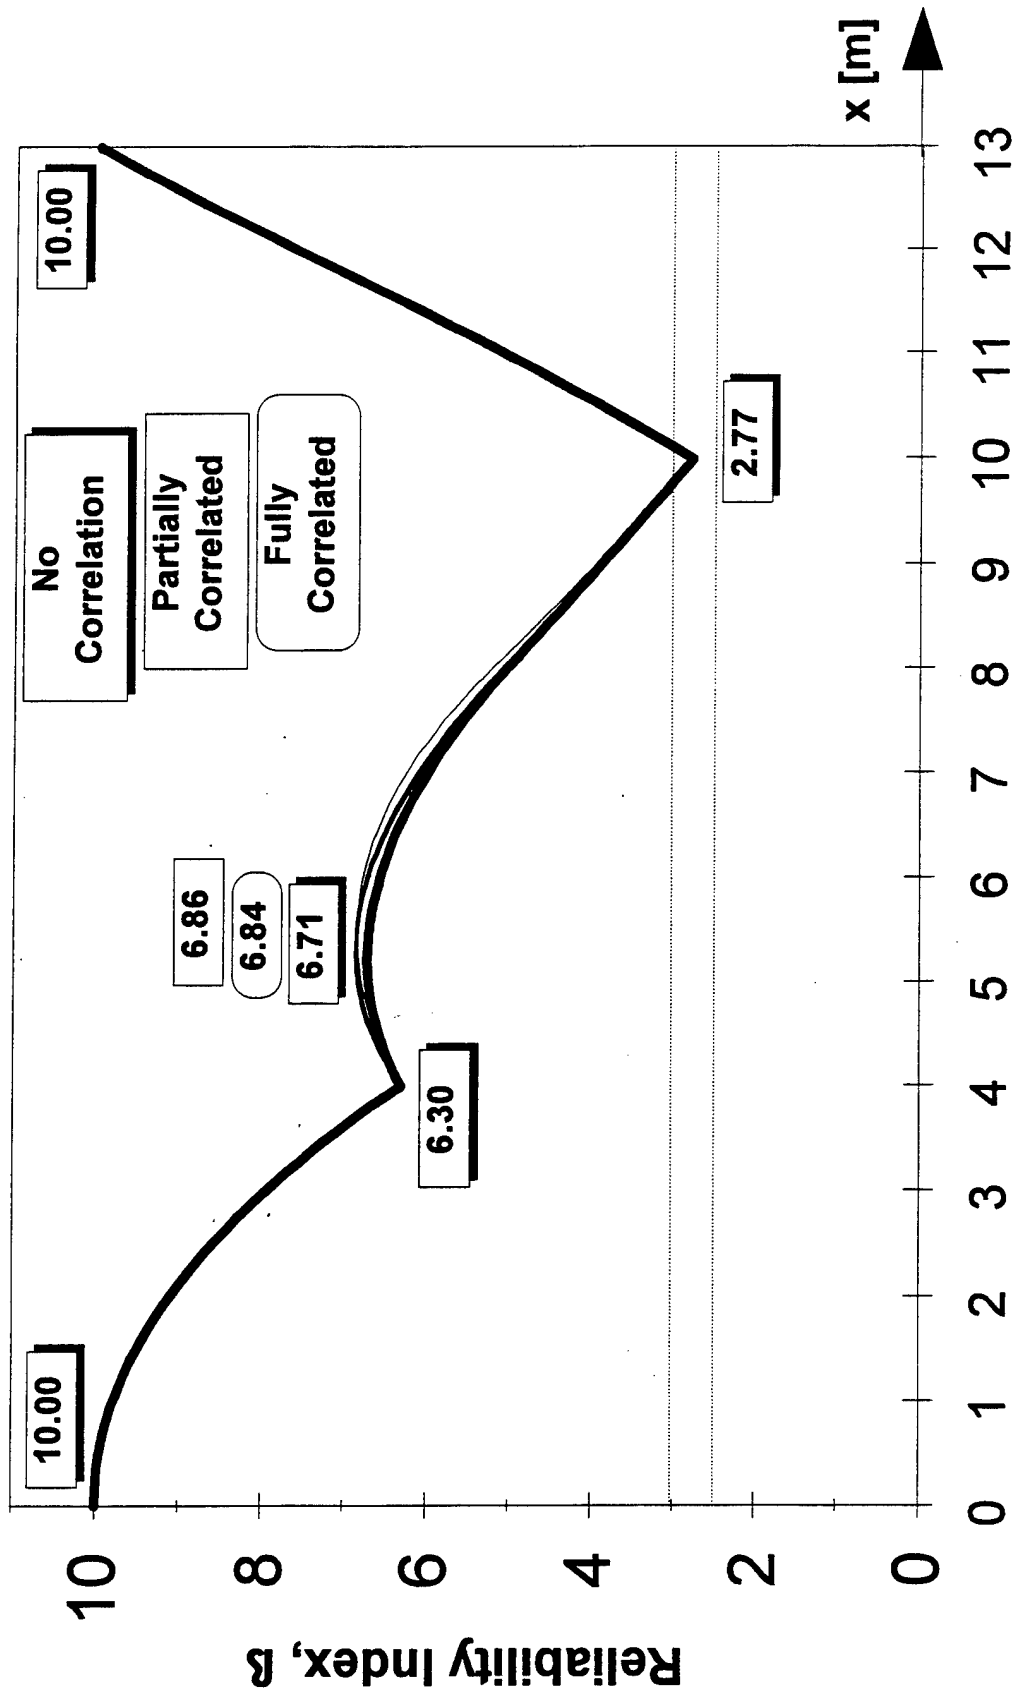 10.00
10.00
No
Correlation
Partially
Correlated
Fully
Correlated
6.86
6.84
6.71
6.30
2.77
10
8
6
4
2
0
Reliability Index, ß
0 1 2 3 4 5 6 7 8 9 10 11 12 13
x [m]